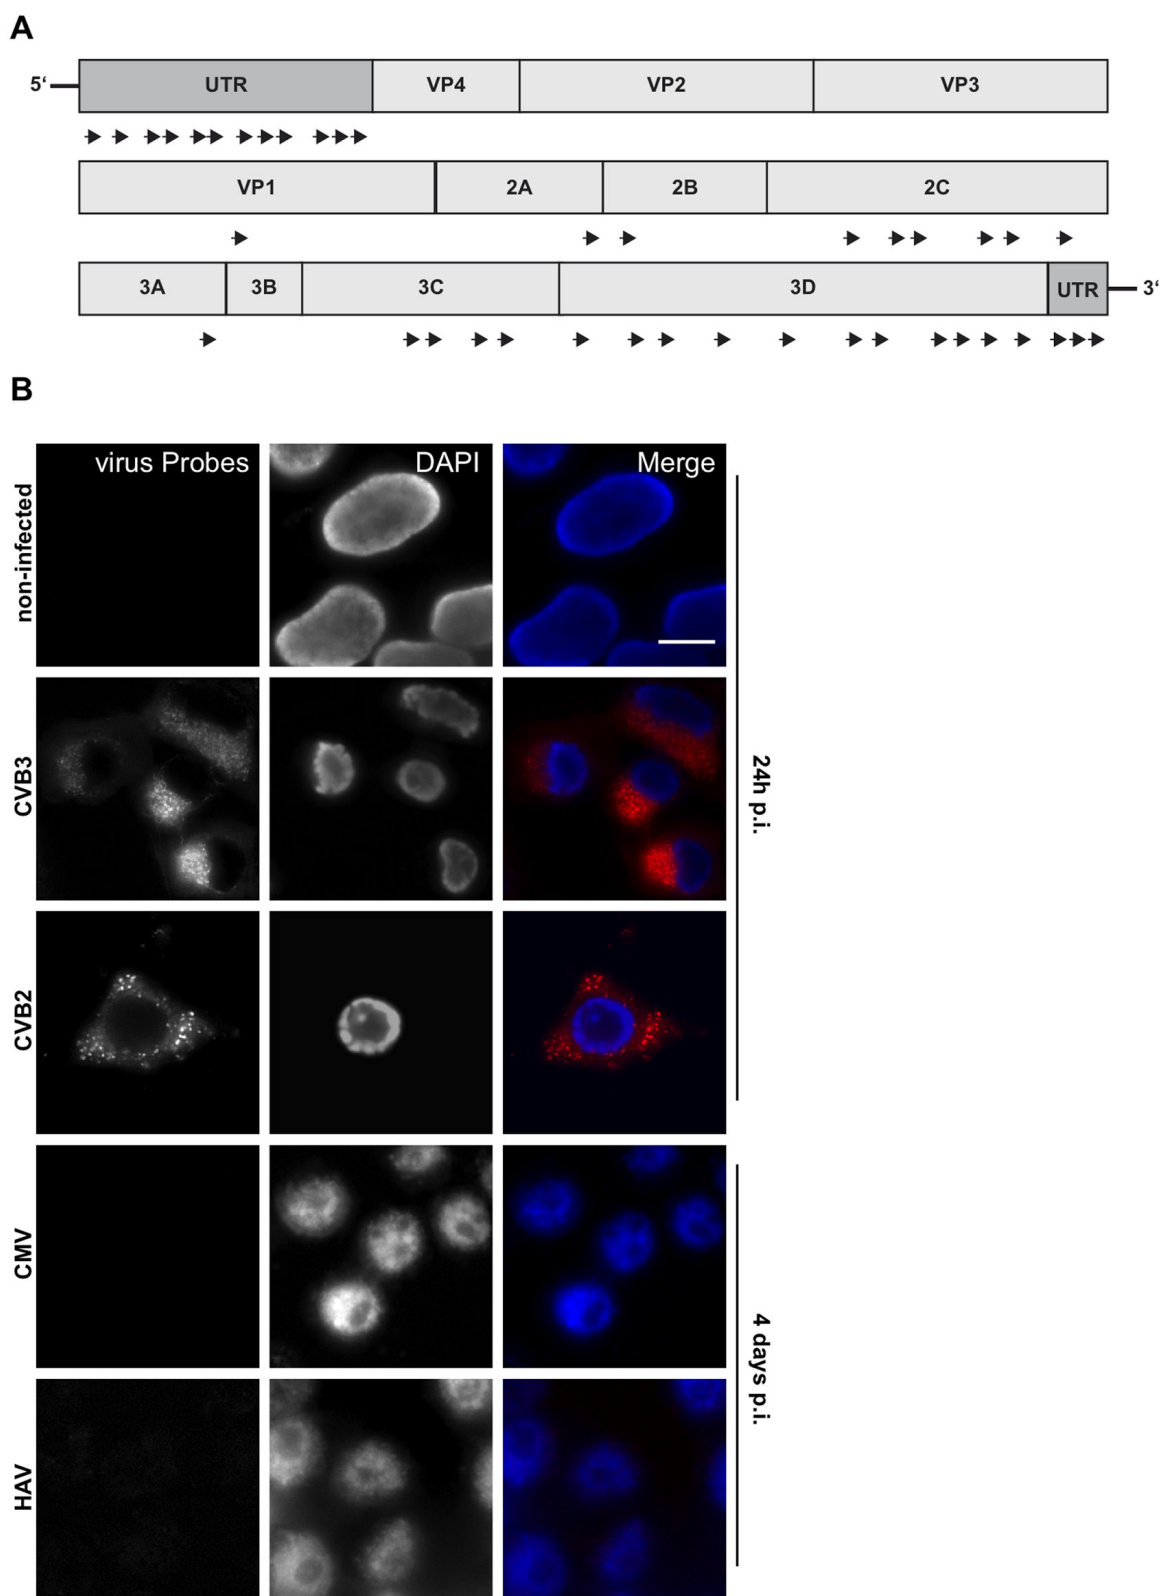 A
5‘ UTR VP4 VP2 VP3
VP1 2A 2B 2C
3A 3B 3C 3D UTR 3‘
B
virus Probes DAPI Merge
non-infected
CVB3
24h p.i.
CVB2
CMV
4 days p.i.
HAV